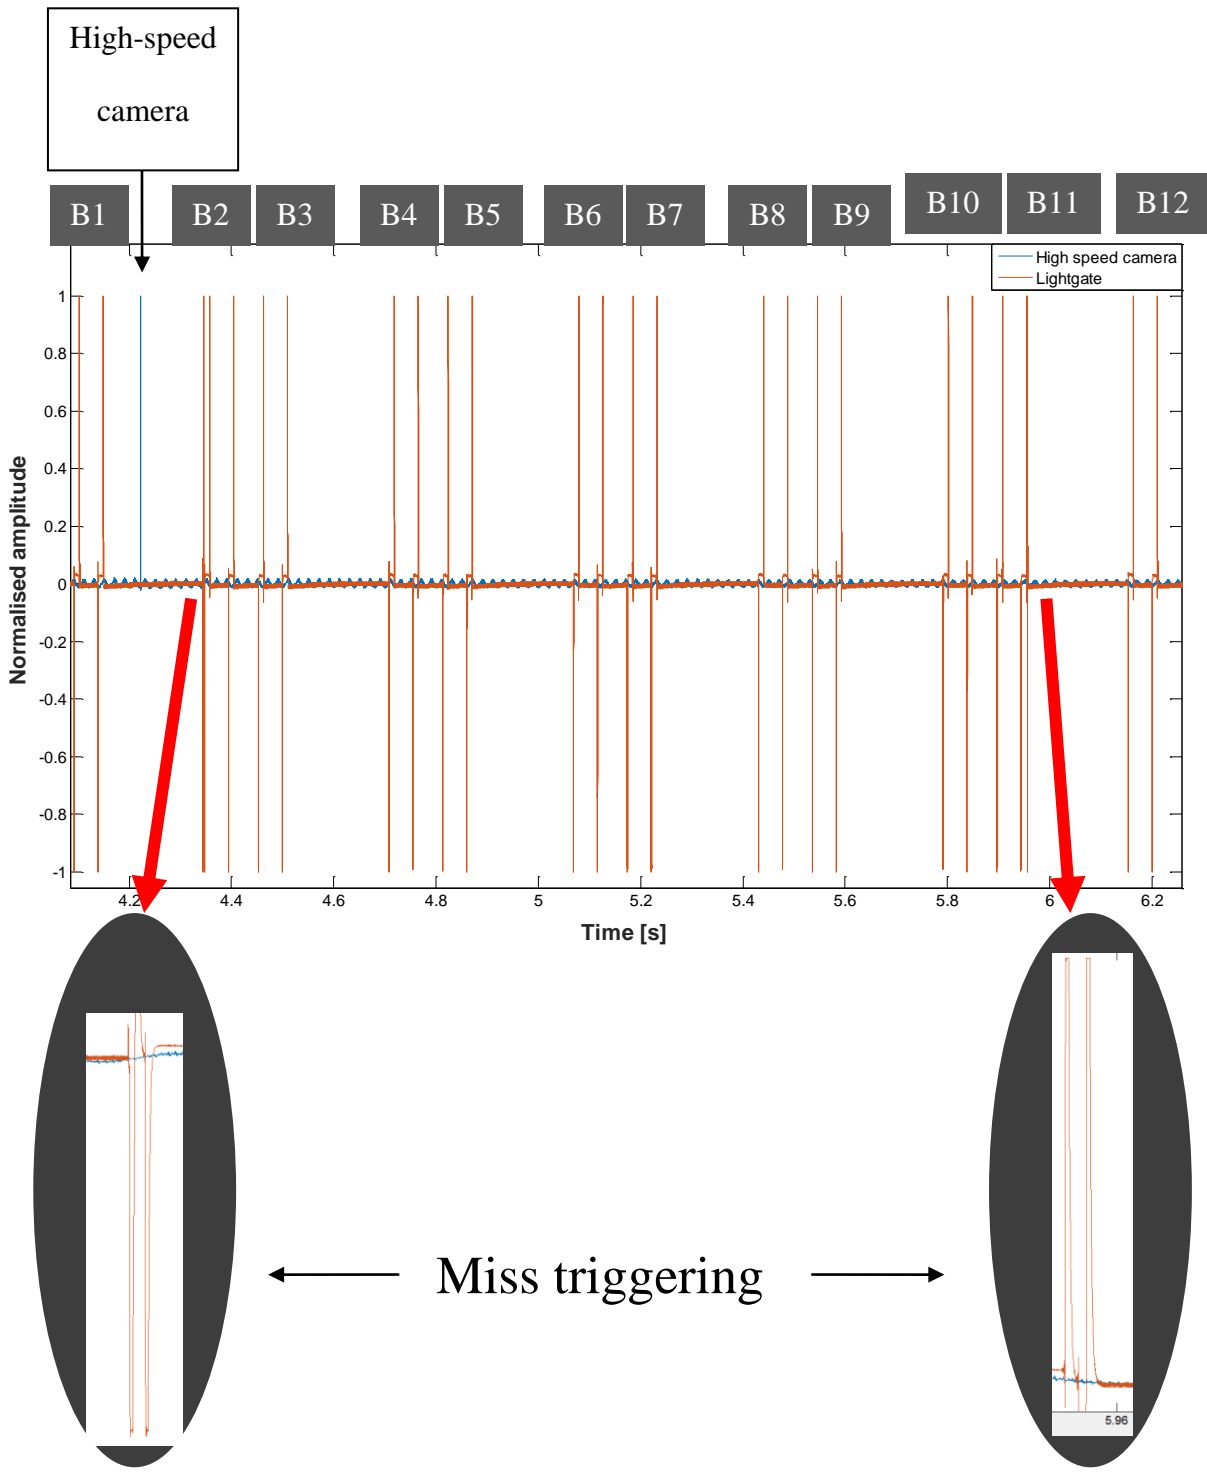 High-speed
camera
B1 B2 B3 B4 B5 B6 B7 B8 B9 B10 B11 B12
High speed camera
Lightgate
1
0.8
0.6
0.4
0.2
0
-0.2
-0.4
-0.6
-0.8
-1
Normalised amplitude
4.2 4.4 4.6 4.8 5 5.2 5.4 5.6 5.8 6 6.2
Time [s]
Miss triggering
5.96